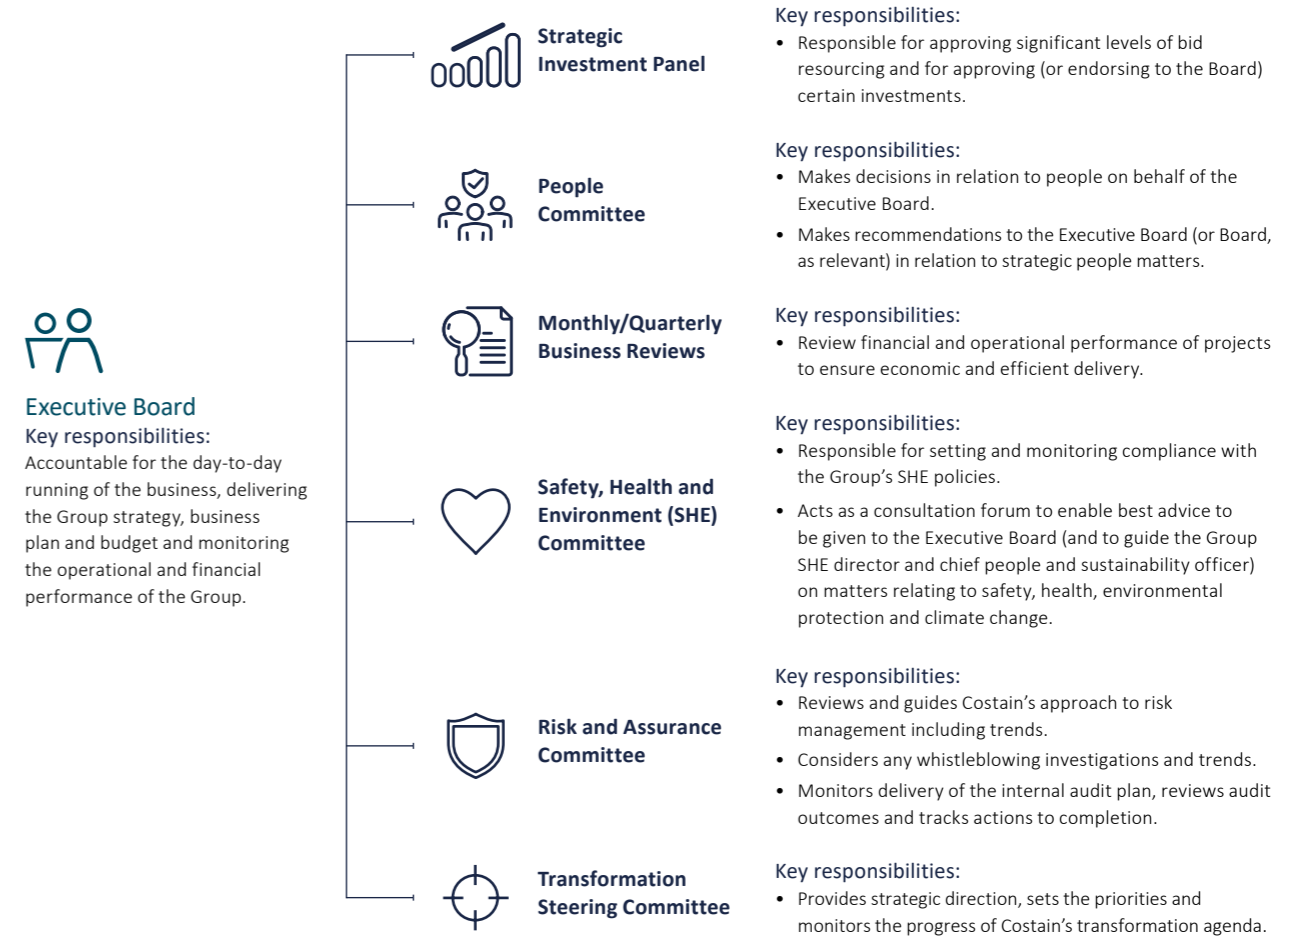 Executive Board
Key responsibilities:
Accountable for the day-to-day
running of the business, delivering
the Group strategy, business
plan and budget and monitoring
the operational and financial
performance of the Group.
Strategic
Investment Panel
Key responsibilities:
• Responsible for approving significant levels of bid
resourcing and for approving (or endorsing to the Board)
certain investments.
People
Committee
Key responsibilities:
• Makes decisions in relation to people on behalf of the
Executive Board.
• Makes recommendations to the Executive Board (or Board,
as relevant) in relation to strategic people matters.
Monthly/Quarterly
Business Reviews
Key responsibilities:
• Review financial and operational performance of projects
to ensure economic and efficient delivery.
Safety, Health and
Environment (SHE)
Committee
Key responsibilities:
• Responsible for setting and monitoring compliance with
the Group’s SHE policies.
• Acts as a consultation forum to enable best advice to
be given to the Executive Board (and to guide the Group
SHE director and chief people and sustainability officer)
on matters relating to safety, health, environmental
protection and climate change.
Risk and Assurance
Committee
Key responsibilities:
• Reviews and guides Costain’s approach to risk
management including trends.
• Considers any whistleblowing investigations and trends.
• Monitors delivery of the internal audit plan, reviews audit
outcomes and tracks actions to completion.
Transformation
Steering Committee
Key responsibilities:
• Provides strategic direction, sets the priorities and
monitors the progress of Costain’s transformation agenda.